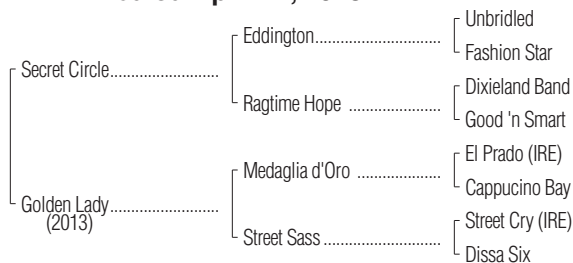 Unbridled
Eddington
Fashion Star
Secret Circle
Dixieland Band
Ragtime Hope
Good 'n Smart
El Prado (IRE)
Medaglia d'Oro
Cappucino Bay
Golden Lady
(2013)
Street Cry (IRE)
Street Sass
Dissa Six